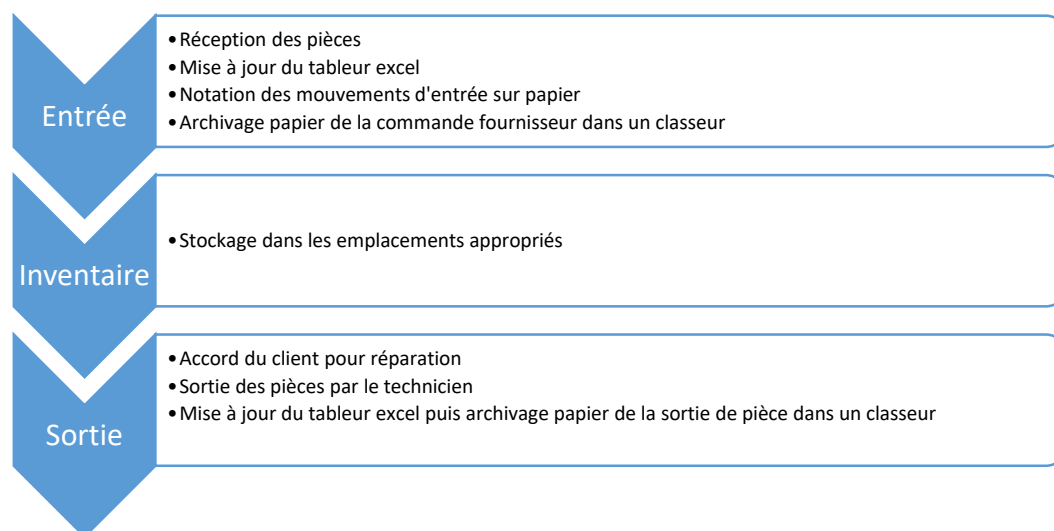 Entrée
•Réception des pièces
•Mise à jour du tableur excel
•Notation des mouvements d'entrée sur papier
•Archivage papier de la commande fournisseur dans un classeur
Inventaire
•Stockage dans les emplacements appropriés
Sortie
•Accord du client pour réparation
•Sortie des pièces par le technicien
•Mise à jour du tableur excel puis archivage papier de la sortie de pièce dans un classeur